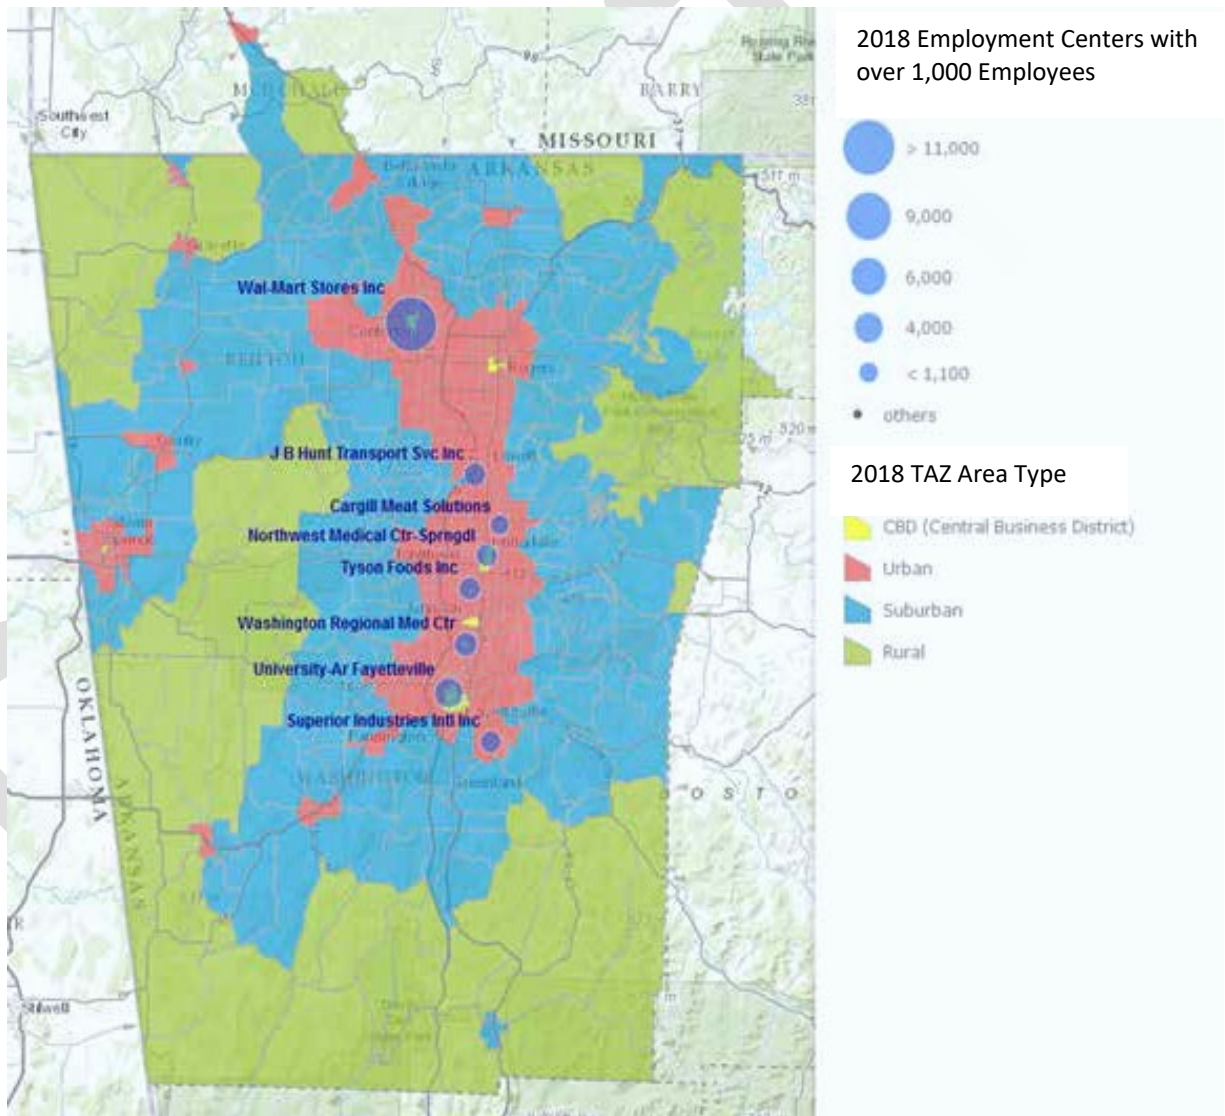 2018 Employment Centers with
over 1,000 Employees
> 11,000
9,000
6,000
4,000
< 1,100
others
2018 TAZ Area Type
CBD (Central Business District)
Urban
Suburban
Rural
Southwest
City
BARRY
MISSOURI
ARKANSAS
Wal-Mart Stores Inc
BENTON
Rogers
J B Hunt Transport Svc Inc
Cargill Meat Solutions
Northwest Medical Ctr-Sprngdl
Tyson Foods Inc
Washington Regional Med Ctr
University-Ar Fayetteville
Superior Industries Intl Inc
WASHINGTON
OKLAHOMA
ARKANSAS
O S T O
Stilwell